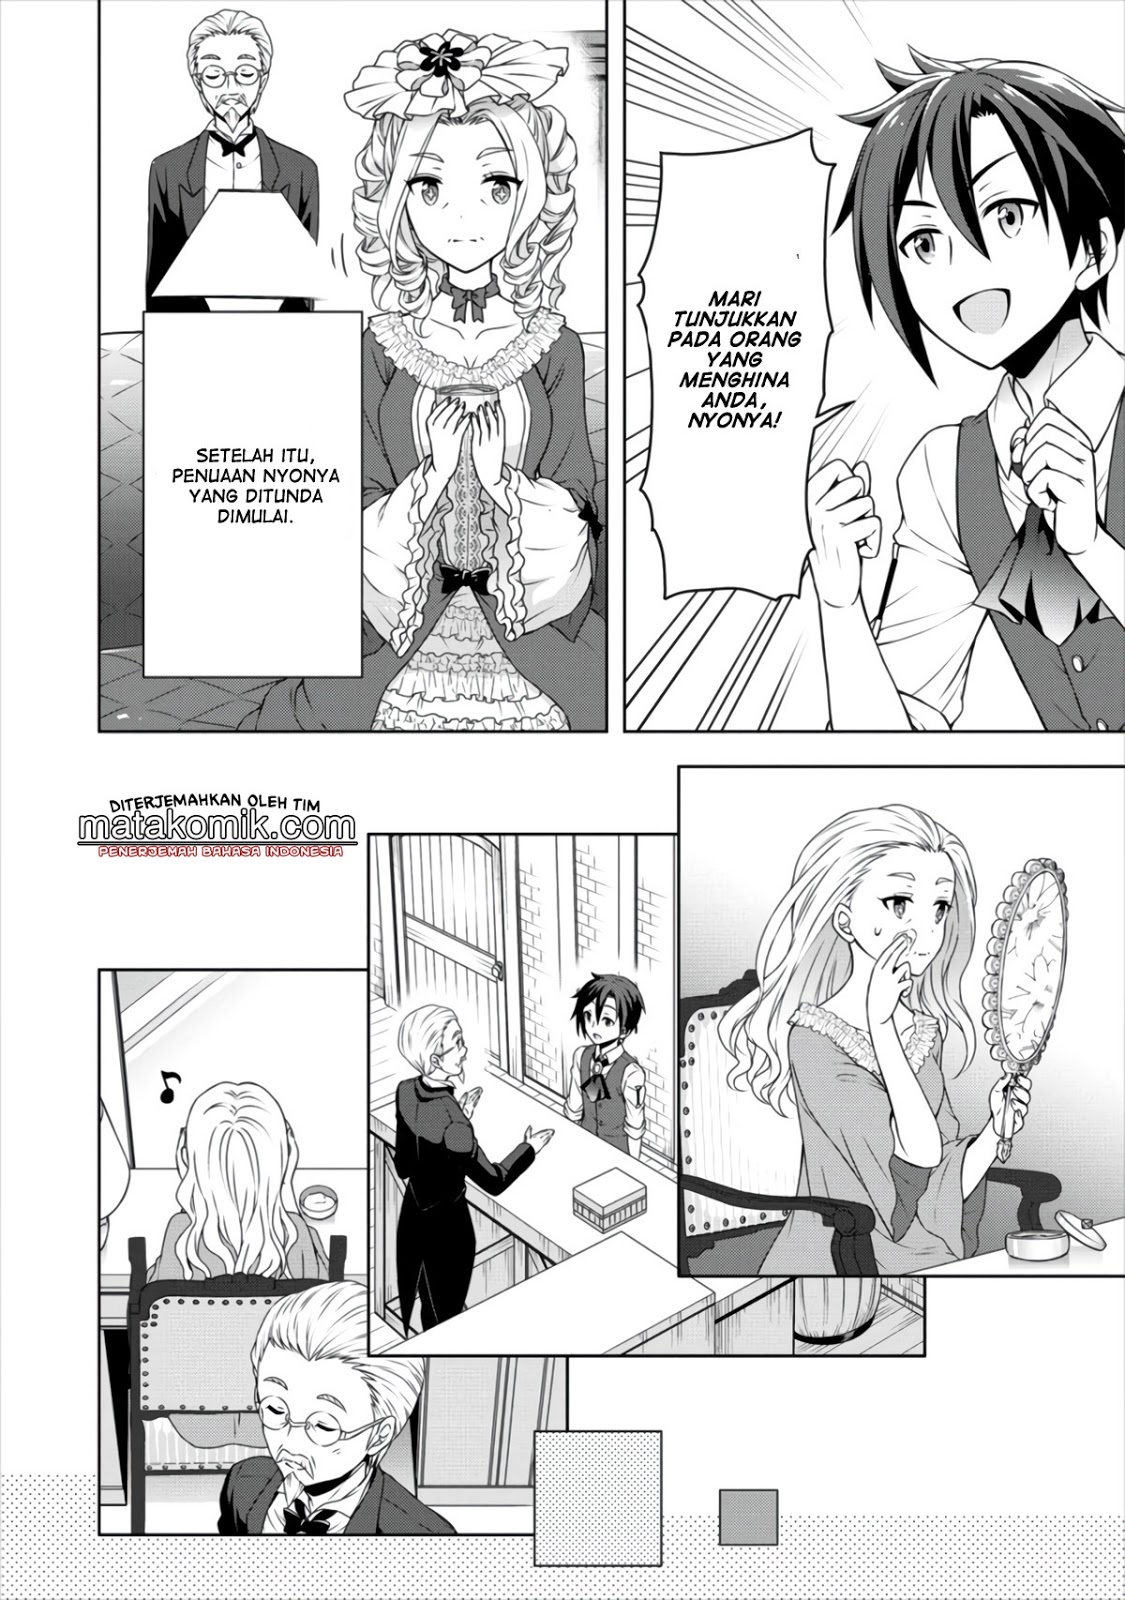 MARI
TUNJUKKAN
PADA ORANG
YANG
MENGHINA
ANDA,
NYONYA!
SETELAH ITU,
PENUAAN NYONYA
YANG DITUNDA
DIMULAI.
DITERJEMAHKAN OLEH TIM
matakomik.com
PENERJEMAH BAHASA INDONESIA